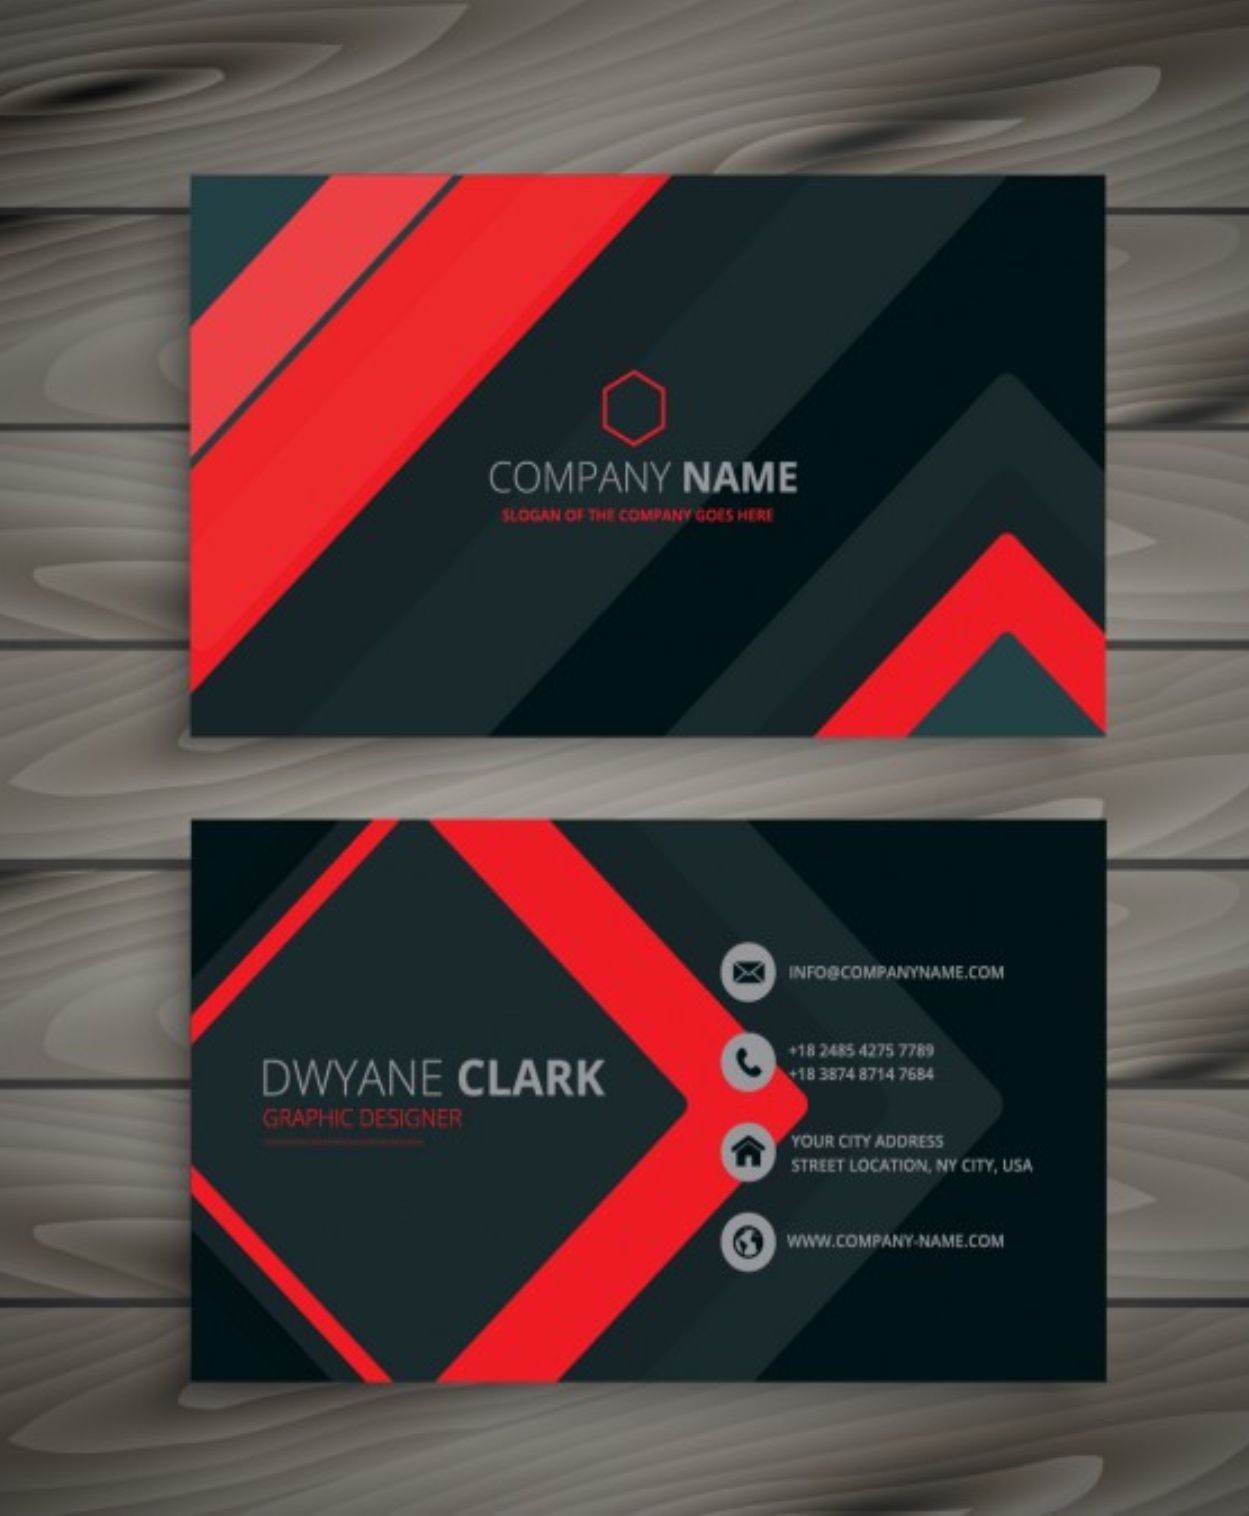 COMPANY NAME
SLOGAN OF THE COMPANY GOES HERE
DWYANE CLARK
GRAPHIC DESIGNER
INFO@COMPANYNAME.COM
+18 2485 4275 7789
+18 3874 8714 7684
YOUR CITY ADDRESS
STREET LOCATION, NY CITY, USA
WWW.COMPANY-NAME.COM